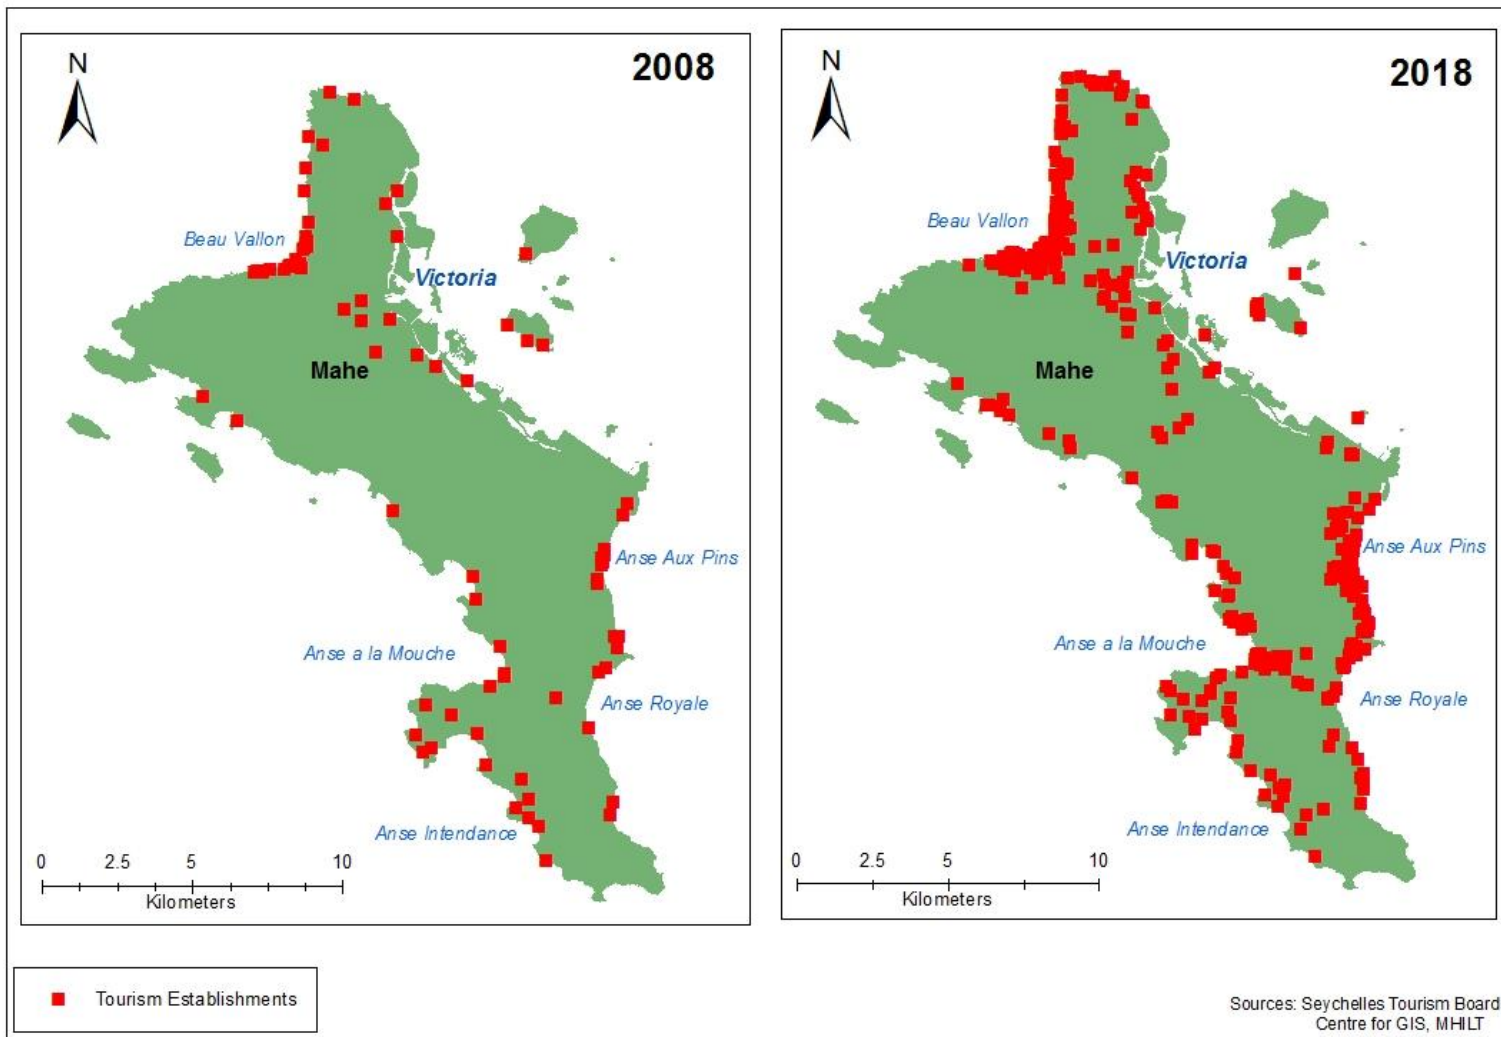 N
2008
Beau Vallon
Victoria
Mahe
Anse Aux Pins
Anse a la Mouche
Anse Royale
Anse Intendance
0 2.5 5 10
Kilometers
N
2018
Beau Vallon
Victoria
Mahe
Anse Aux Pins
Anse a la Mouche
Anse Royale
Anse Intendance
0 2.5 5 10
Kilometers
Tourism Establishments
Sources: Seychelles Tourism Board
Centre for GIS, MHILT